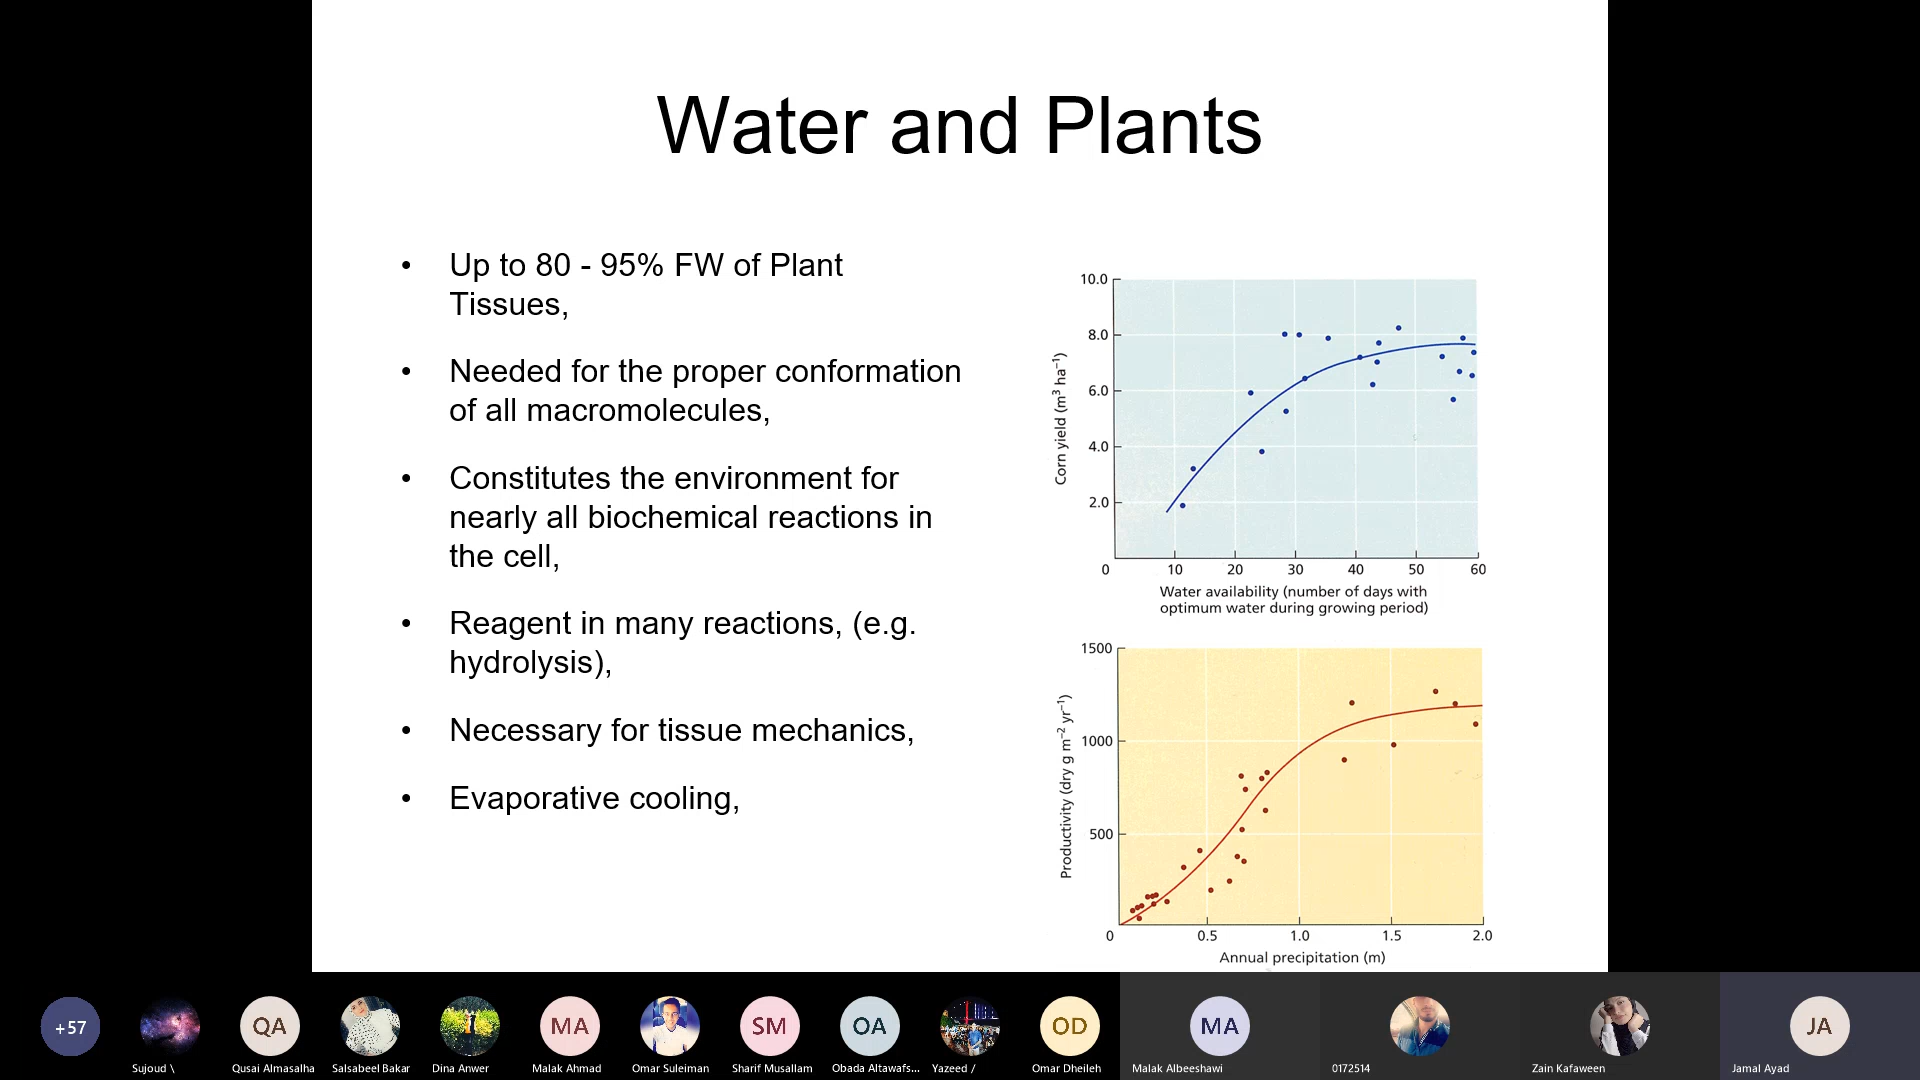 Water and Plants
• Up to 80 - 95% FW of Plant
Tissues,
• Needed for the proper conformation
of all macromolecules,
• Constitutes the environment for
nearly all biochemical reactions in
the cell,
• Reagent in many reactions, (e.g.
hydrolysis),
• Necessary for tissue mechanics,
• Evaporative cooling,
10.0
8.0
6.0
4.0
2.0
Corn yield (m³ ha⁻¹)
0 10 20 30 40 50 60
Water availability (number of days with
optimum water during growing period)
1500
1000
500
Productivity (dry g m⁻² yr⁻¹)
0 0.5 1.0 1.5 2.0
Annual precipitation (m)
+57 QA MA SM OA OD MA JA
Sujoud \ Qusai Almasalha Salsabeel Bakar Dina Anwer Malak Ahmad Omar Suleiman Sharif Musallam Obada Altawafs... Yazeed / Omar Dheileh Malak Albeeshawi 0172514 Zain Kafaween Jamal Ayad